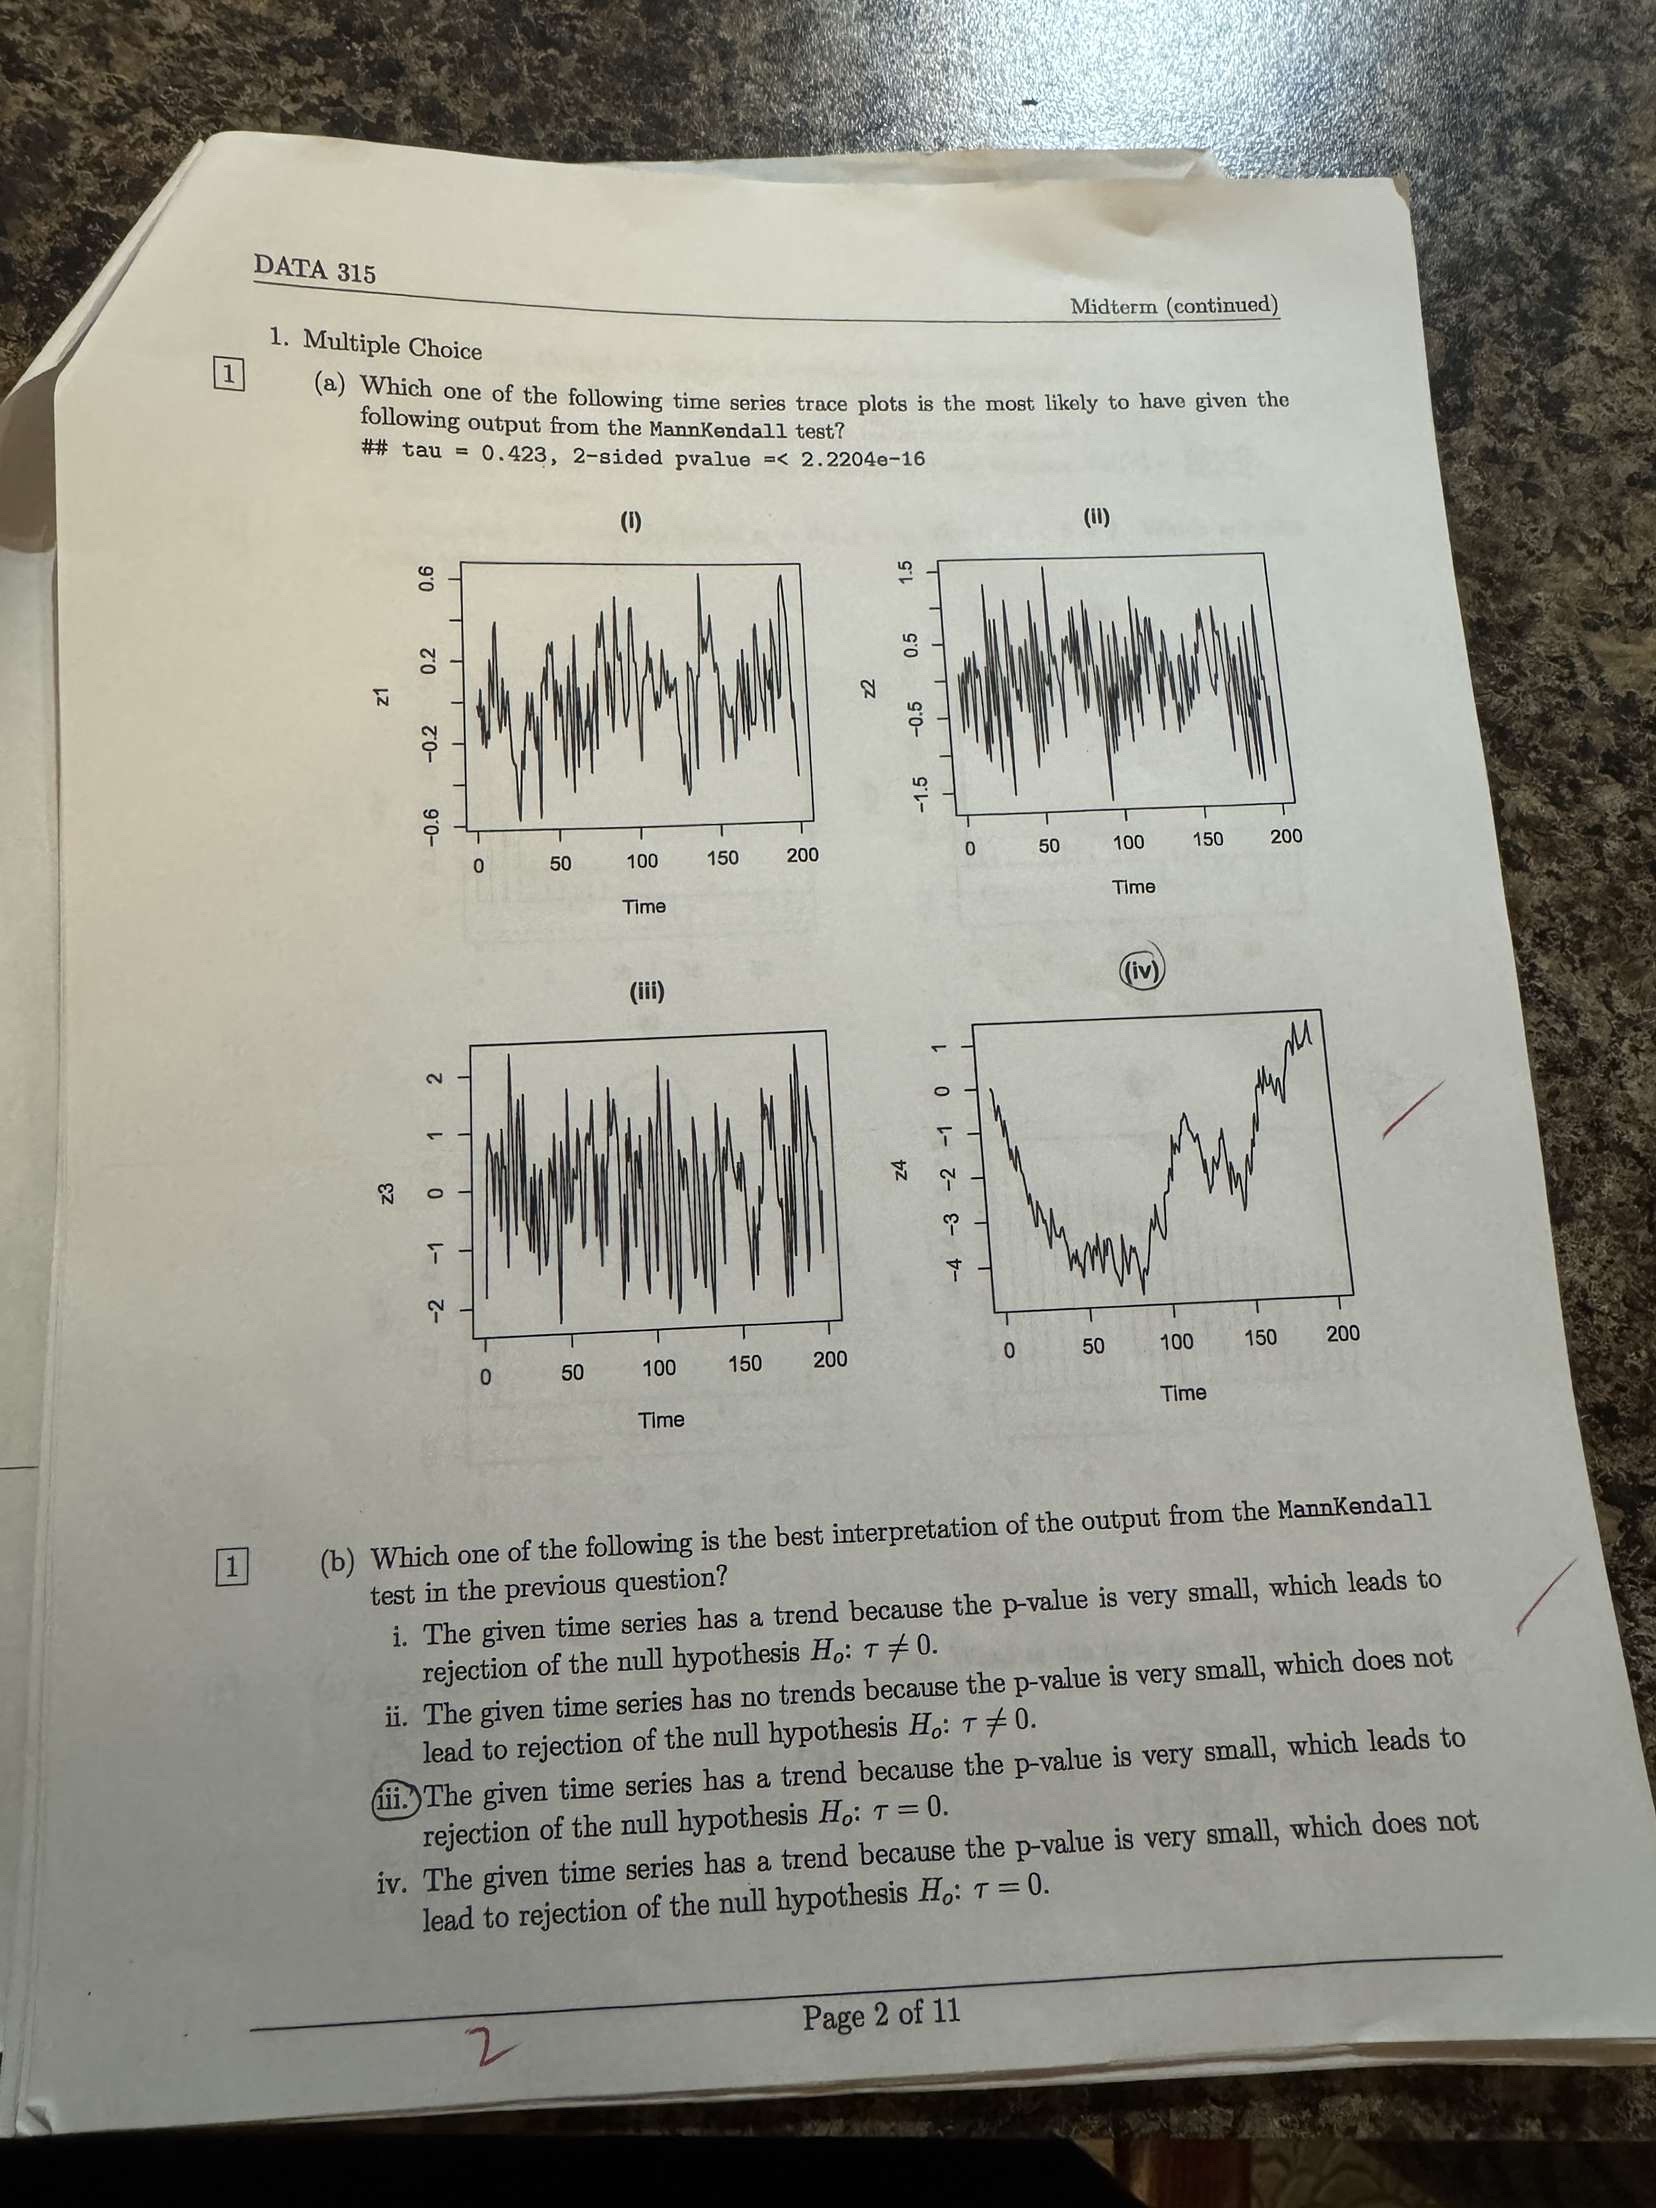 DATA 315
Midterm (continued)
1. Multiple Choice
1
(a) Which one of the following time series trace plots is the most likely to have given the
following output from the MannKendall test?
## tau = 0.423, 2-sided pvalue =< 2.2204e-16
(i)
z1
0.6
0.2
-0.2
-0.6
0 50 100 150 200
Time
(ii)
z2
1.5
0.5
-0.5
-1.5
0 50 100 150 200
Time
(iii)
z3
2
1
0
-1
-2
0 50 100 150 200
Time
(iv)
z4
1
0
-1
-2
-3
-4
0 50 100 150 200
Time
1
(b) Which one of the following is the best interpretation of the output from the MannKendall
test in the previous question?
i. The given time series has a trend because the p-value is very small, which leads to
rejection of the null hypothesis Hₒ: τ ≠ 0.
ii. The given time series has no trends because the p-value is very small, which does not
lead to rejection of the null hypothesis Hₒ: τ ≠ 0.
iii. The given time series has a trend because the p-value is very small, which leads to
rejection of the null hypothesis Hₒ: τ = 0.
iv. The given time series has a trend because the p-value is very small, which does not
lead to rejection of the null hypothesis Hₒ: τ = 0.
Page 2 of 11
2